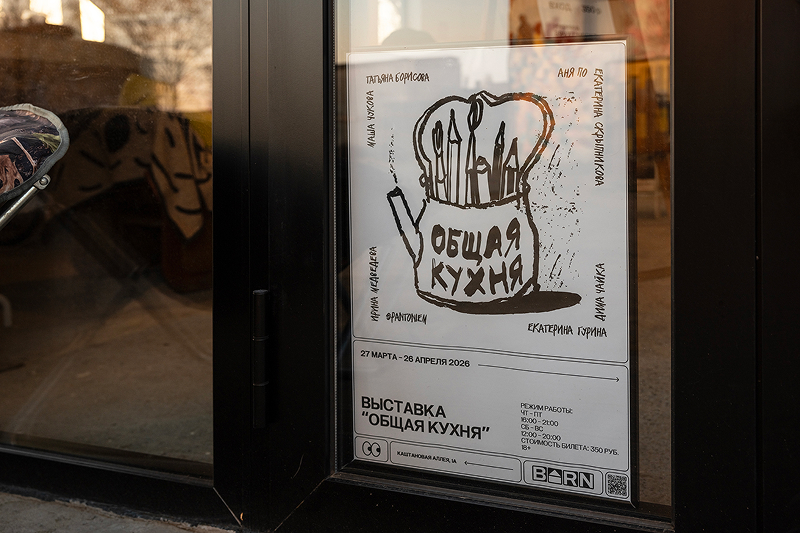 ТАТЬЯНА БОРИСОВА
АНЯ ПО
МАША ЧУКОВА
ЕКАТЕРИНА СКРЫПНИКОВА
ОБЩАЯ
КУХНЯ
ИРИНА МЕДВЕДЕВА
@PANTONIEM
ДИНА ЧАЙКА
ЕКАТЕРИНА ГУРИНА
27 МАРТА – 26 АПРЕЛЯ 2026
ВЫСТАВКА
"ОБЩАЯ КУХНЯ"
РЕЖИМ РАБОТЫ:
ЧТ - ПТ
16:00 - 21:00
СБ - ВС
12:00 - 20:00
СТОИМОСТЬ БИЛЕТА: 350 РУБ.
18+
КАШТАНОВАЯ АЛЛЕЯ, 1А
BARN